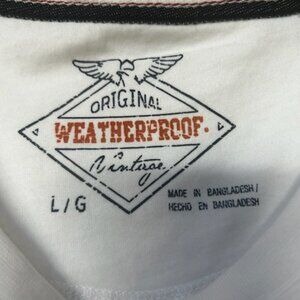 ORIGINAL
WEATHERPROOF.
Vintage
L/G
MADE IN BANGLADESH/
HECHO EN BANGLADESH